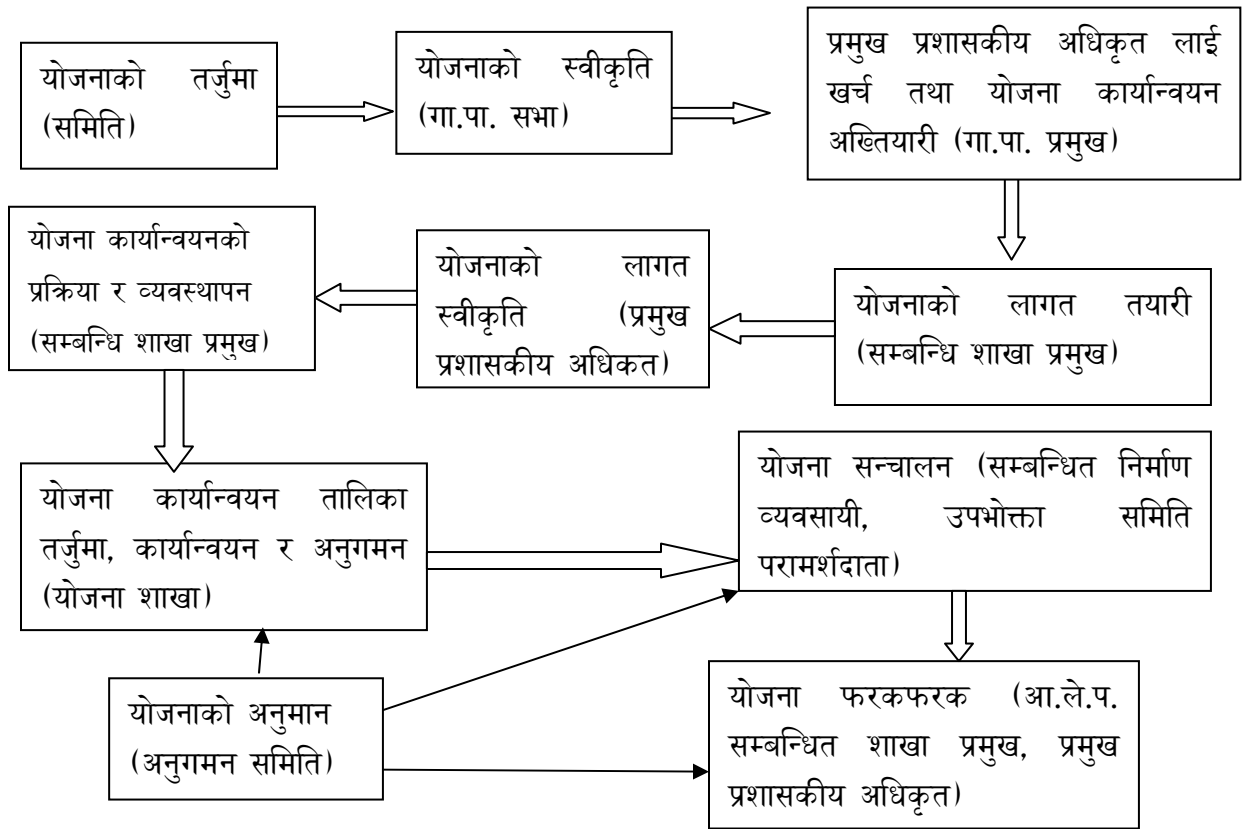 योजनाको तर्जुमा
(समिति)
योजनाको स्वीकृति
(गा.पा. सभा)
प्रमुख प्रशासकीय अधिकृत लाई
खर्च तथा योजना कार्यान्वयन
अख्तियारी (गा.पा. प्रमुख)
योजनाको लागत तयारी
(सम्बन्धि शाखा प्रमुख)
योजनाको लागत
स्वीकृति (प्रमुख
प्रशासकीय अधिकत)
योजना कार्यान्वयनको
प्रक्रिया र व्यवस्थापन
(सम्बन्धि शाखा प्रमुख)
योजना कार्यान्वयन तालिका
तर्जुमा, कार्यान्वयन र अनुगमन
(योजना शाखा)
योजना सन्चालन (सम्बन्धित निर्माण
व्यवसायी, उपभोक्ता समिति
परामर्शदाता)
योजनाको अनुमान
(अनुगमन समिति)
योजना फरकफरक (आ.ले.प.
सम्बन्धित शाखा प्रमुख, प्रमुख
प्रशासकीय अधिकृत)